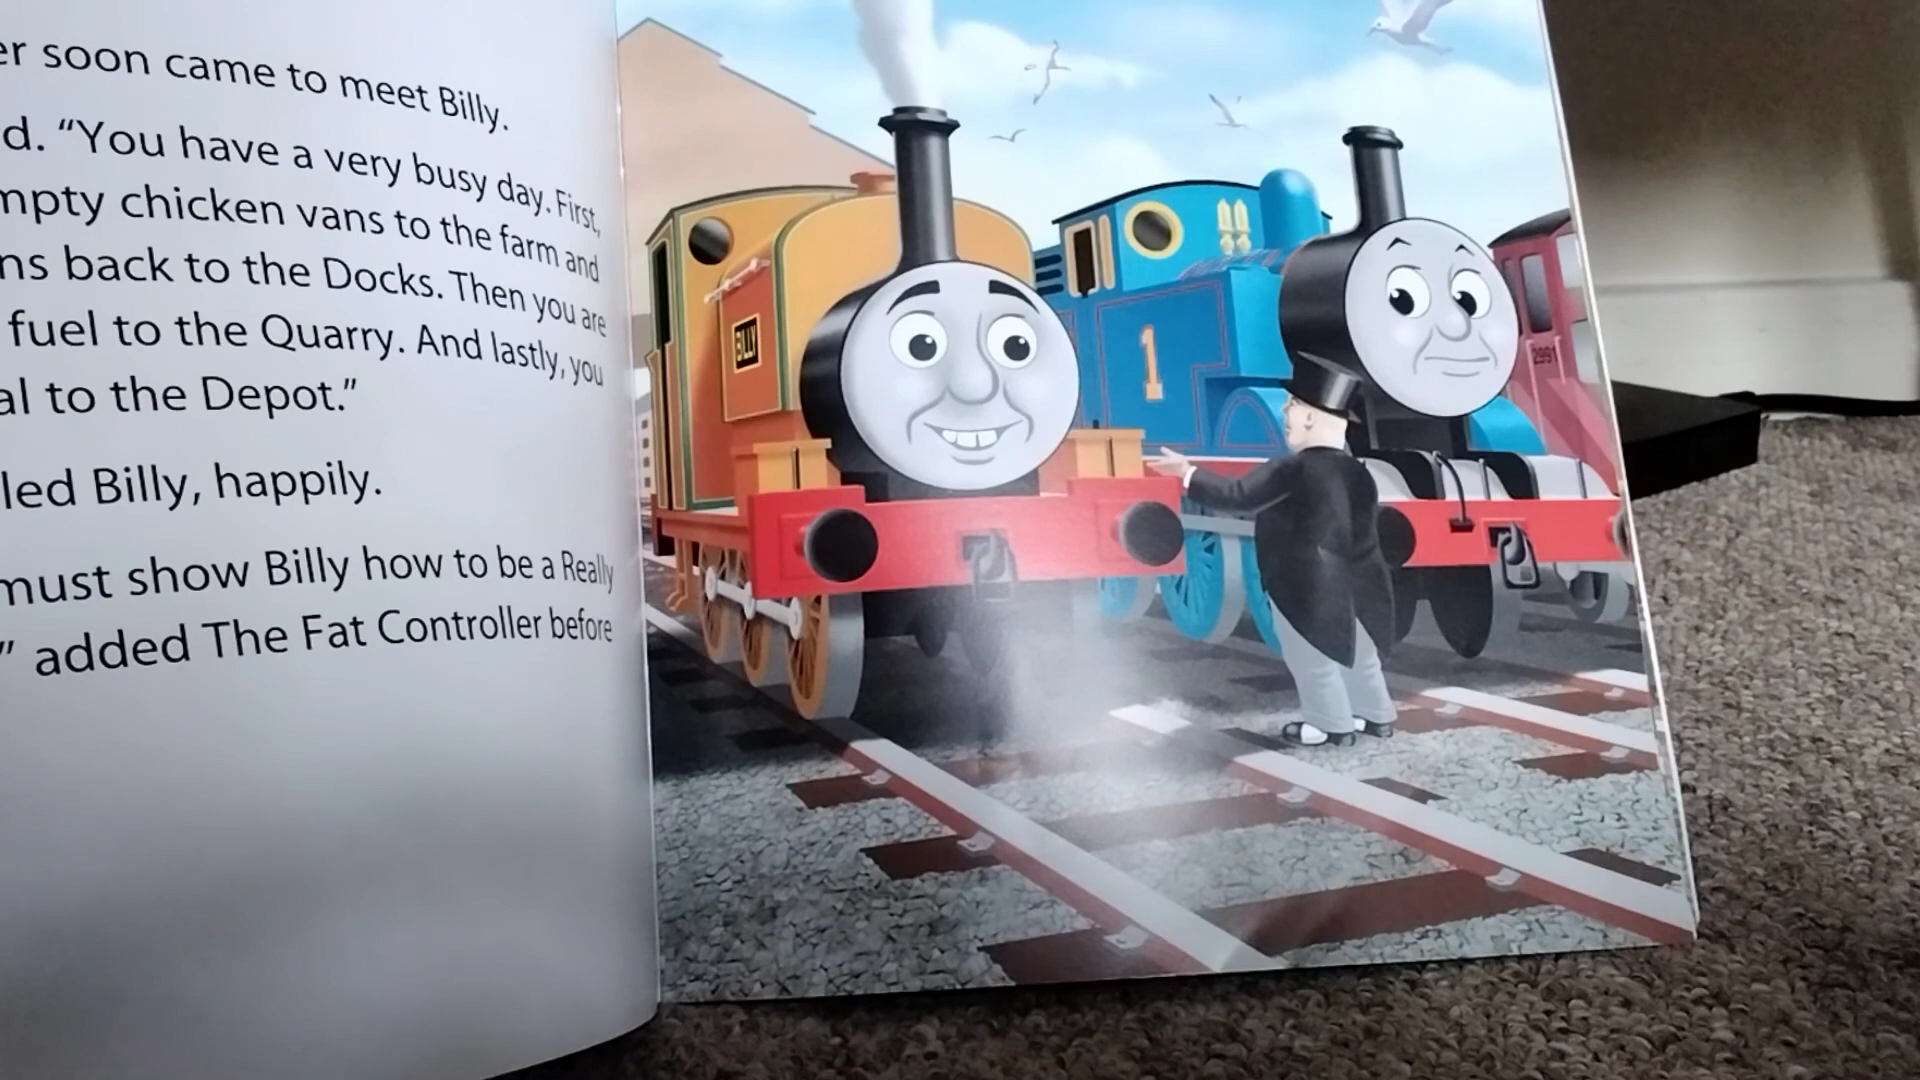 soon came to meet Billy.
d. “You have a very busy day. First,
mpty chicken vans to the farm and
ns back to the Docks. Then you are
fuel to the Quarry. And lastly, you
al to the Depot.”
led Billy, happily.
must show Billy how to be a Really
” added The Fat Controller before
BILLY
1
2991